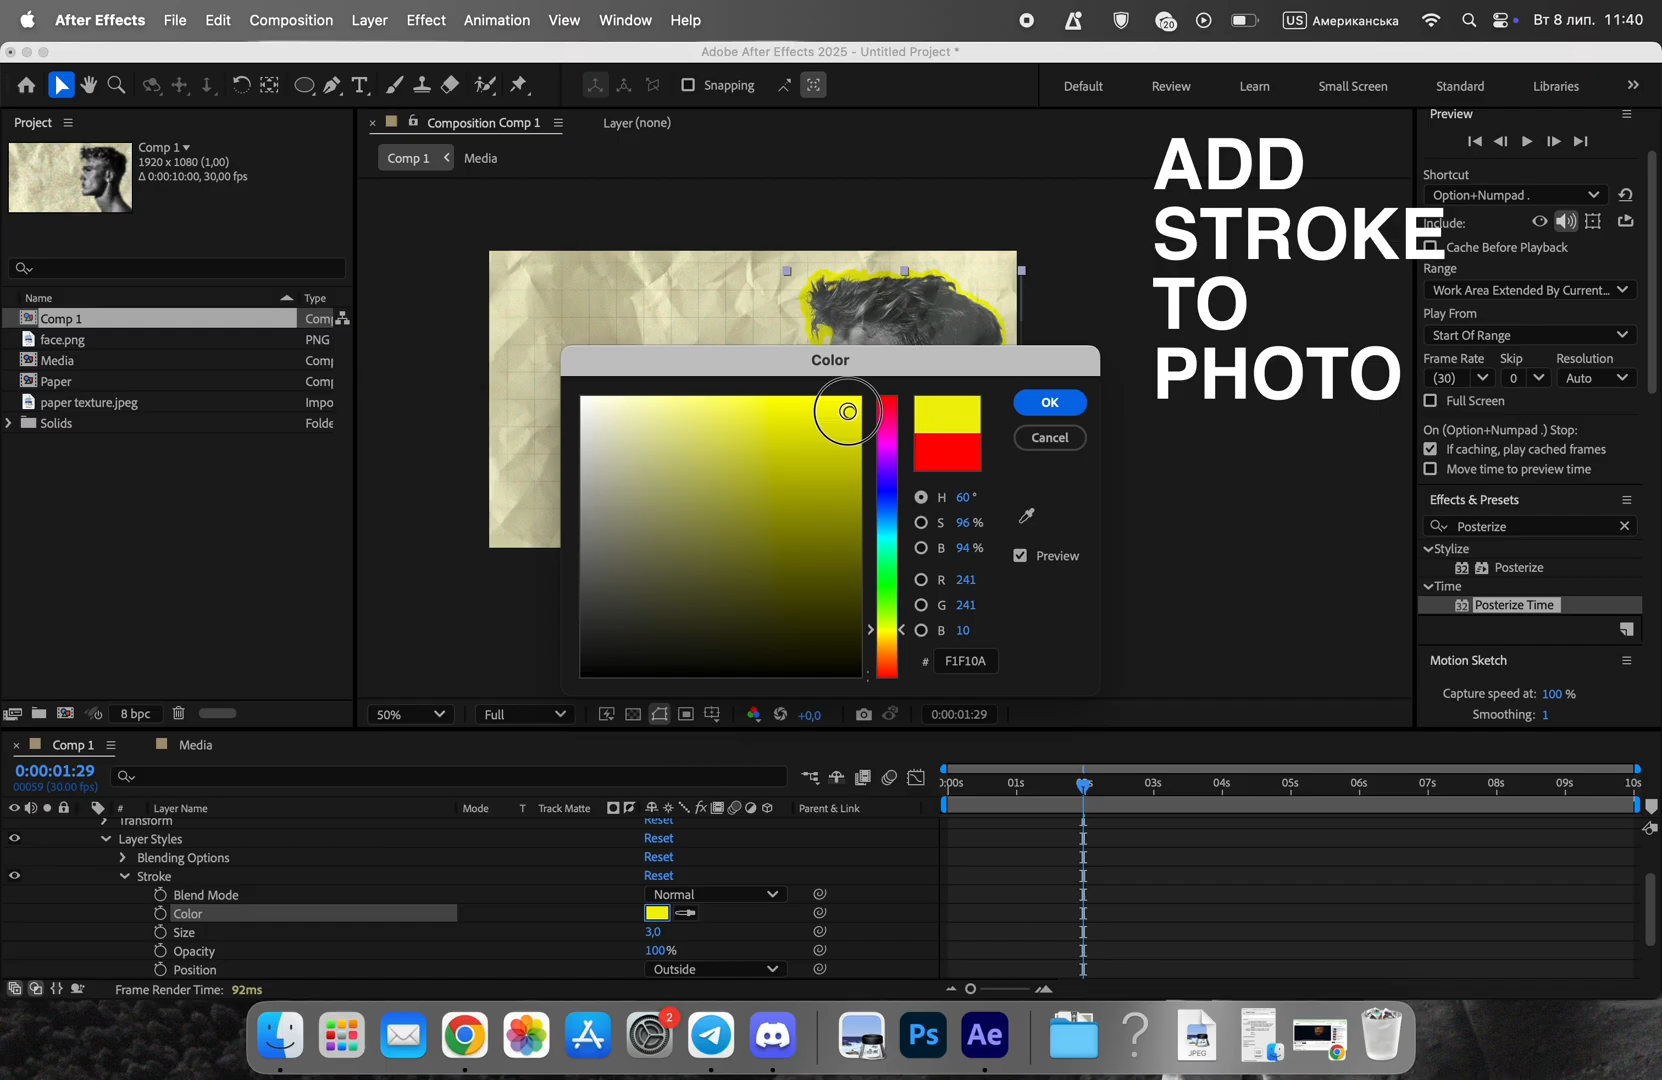 After Effects File Edit Composition Layer Effect Animation View Window Help
20
US Американська
Вт 8 лип. 11:40
Adobe After Effects 2025 - Untitled Project *
Snapping
Default Review Learn Small Screen Standard Libraries
Project
Comp 1
1920 x 1080 (1,00)
Δ 0:00:10:00, 30,00 fps
Name Type
Comp 1
face.png PNG
Media
Paper
paper texture.jpeg
Solids
8 bpc
Composition Comp 1
Layer (none)
Comp 1 Media
ADD
STROKE
TO
PHOTO
Color
OK
Cancel
H 60 °
S 96 %
B 94 %
Preview
R 241
G 241
B 10
# F1F10A
50% Full +0,0 0:00:01:29
Preview
Shortcut
Option+Numpad .
Include:
Cache Before Playback
Range
Work Area Extended By Current...
Play From
Start Of Range
Frame Rate Skip Resolution
(30) 0 Auto
Full Screen
On (Option+Numpad .) Stop:
If caching, play cached frames
Move time to preview time
Effects & Presets
Posterize
Stylize
32 Posterize
Time
32 Posterize Time
Motion Sketch
Capture speed at: 100 %
Smoothing: 1
Comp 1 Media
0:00:01:29
00059 (30.00 fps)
# Layer Name Mode T Track Matte Parent & Link
01s 03s 04s 05s 06s 07s 08s 09s 10s
Transform Reset
Layer Styles Reset
Blending Options Reset
Stroke Reset
Blend Mode Normal
Color
Size 3,0
Opacity 100%
Position Outside
Frame Render Time: 92ms
2
Ps
Ae
JPEG